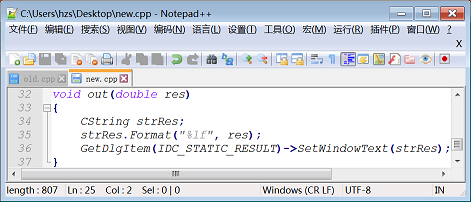 C:\Users\hzs\Desktop\new.cpp - Notepad++
文件(F) 编辑(E) 搜索(S) 视图(V) 编码(N) 语言(L) 设置(T) 工具(O) 宏(M) 运行(R) 插件(P) 窗口(W) ?
X
old.cpp new.cpp
32 void out(double res)
33 {
34 CString strRes;
35 strRes.Format("%lf", res);
36 GetDlgItem(IDC_STATIC_RESULT)->SetWindowText(strRes);
37 }
length : 807 Ln : 25 Col : 2 Sel : 0 | 0 Windows (CR LF) UTF-8 IN